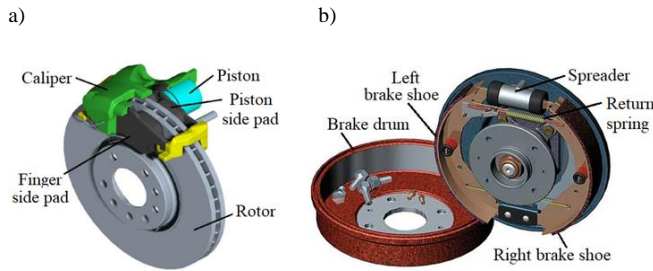 a)
b)
Caliper
Piston
Piston
side pad
Finger
side pad
Rotor
Left
brake shoe
Spreader
Return
spring
Brake drum
Right brake shoe